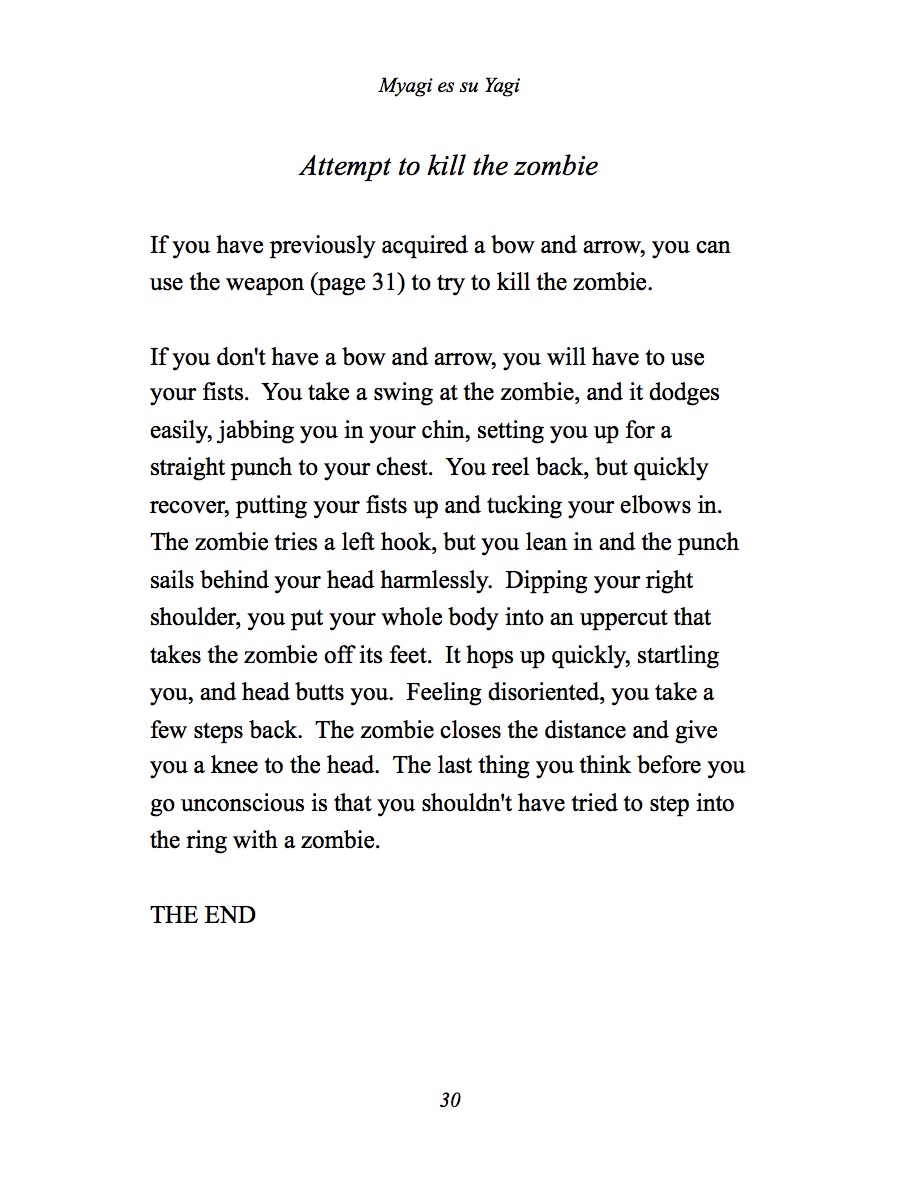 Myagi es su Yagi
Attempt to kill the zombie
If you have previously acquired a bow and arrow, you can
use the weapon (page 31) to try to kill the zombie.
If you don't have a bow and arrow, you will have to use
your fists.  You take a swing at the zombie, and it dodges
easily, jabbing you in your chin, setting you up for a
straight punch to your chest.  You reel back, but quickly
recover, putting your fists up and tucking your elbows in.
The zombie tries a left hook, but you lean in and the punch
sails behind your head harmlessly.  Dipping your right
shoulder, you put your whole body into an uppercut that
takes the zombie off its feet.  It hops up quickly, startling
you, and head butts you.  Feeling disoriented, you take a
few steps back.  The zombie closes the distance and give
you a knee to the head.  The last thing you think before you
go unconscious is that you shouldn't have tried to step into
the ring with a zombie.
THE END
30